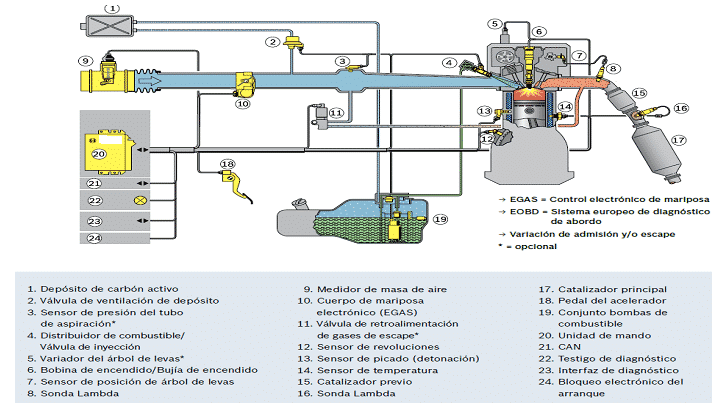 1
2
3
4
5
6
7
8
9
10
11
12
13
14
15
16
17
18
19
20
21
22
23
24
→ EGAS = Control electrónico de mariposa
→ EOBD = Sistema europeo de diagnóstico
de abordo
→ Variación de admisión y/o escape
* = opcional
1. Depósito de carbón activo
2. Válvula de ventilación de depósito
3. Sensor de presión del tubo
de aspiración*
4. Distribuidor de combustible/
Válvula de inyección
5. Variador del árbol de levas*
6. Bobina de encendido/Bujía de encendido
7. Sensor de posición de árbol de levas
8. Sonda Lambda
9. Medidor de masa de aire
10. Cuerpo de mariposa
electrónico (EGAS)
11. Válvula de retroalimentación
de gases de escape*
12. Sensor de revoluciones
13. Sensor de picado (detonación)
14. Sensor de temperatura
15. Catalizador previo
16. Sonda Lambda
17. Catalizador principal
18. Pedal del acelerador
19. Conjunto bombas de
combustible
20. Unidad de mando
21. CAN
22. Testigo de diagnóstico
23. Interfaz de diagnóstico
24. Bloqueo electrónico del
arranque